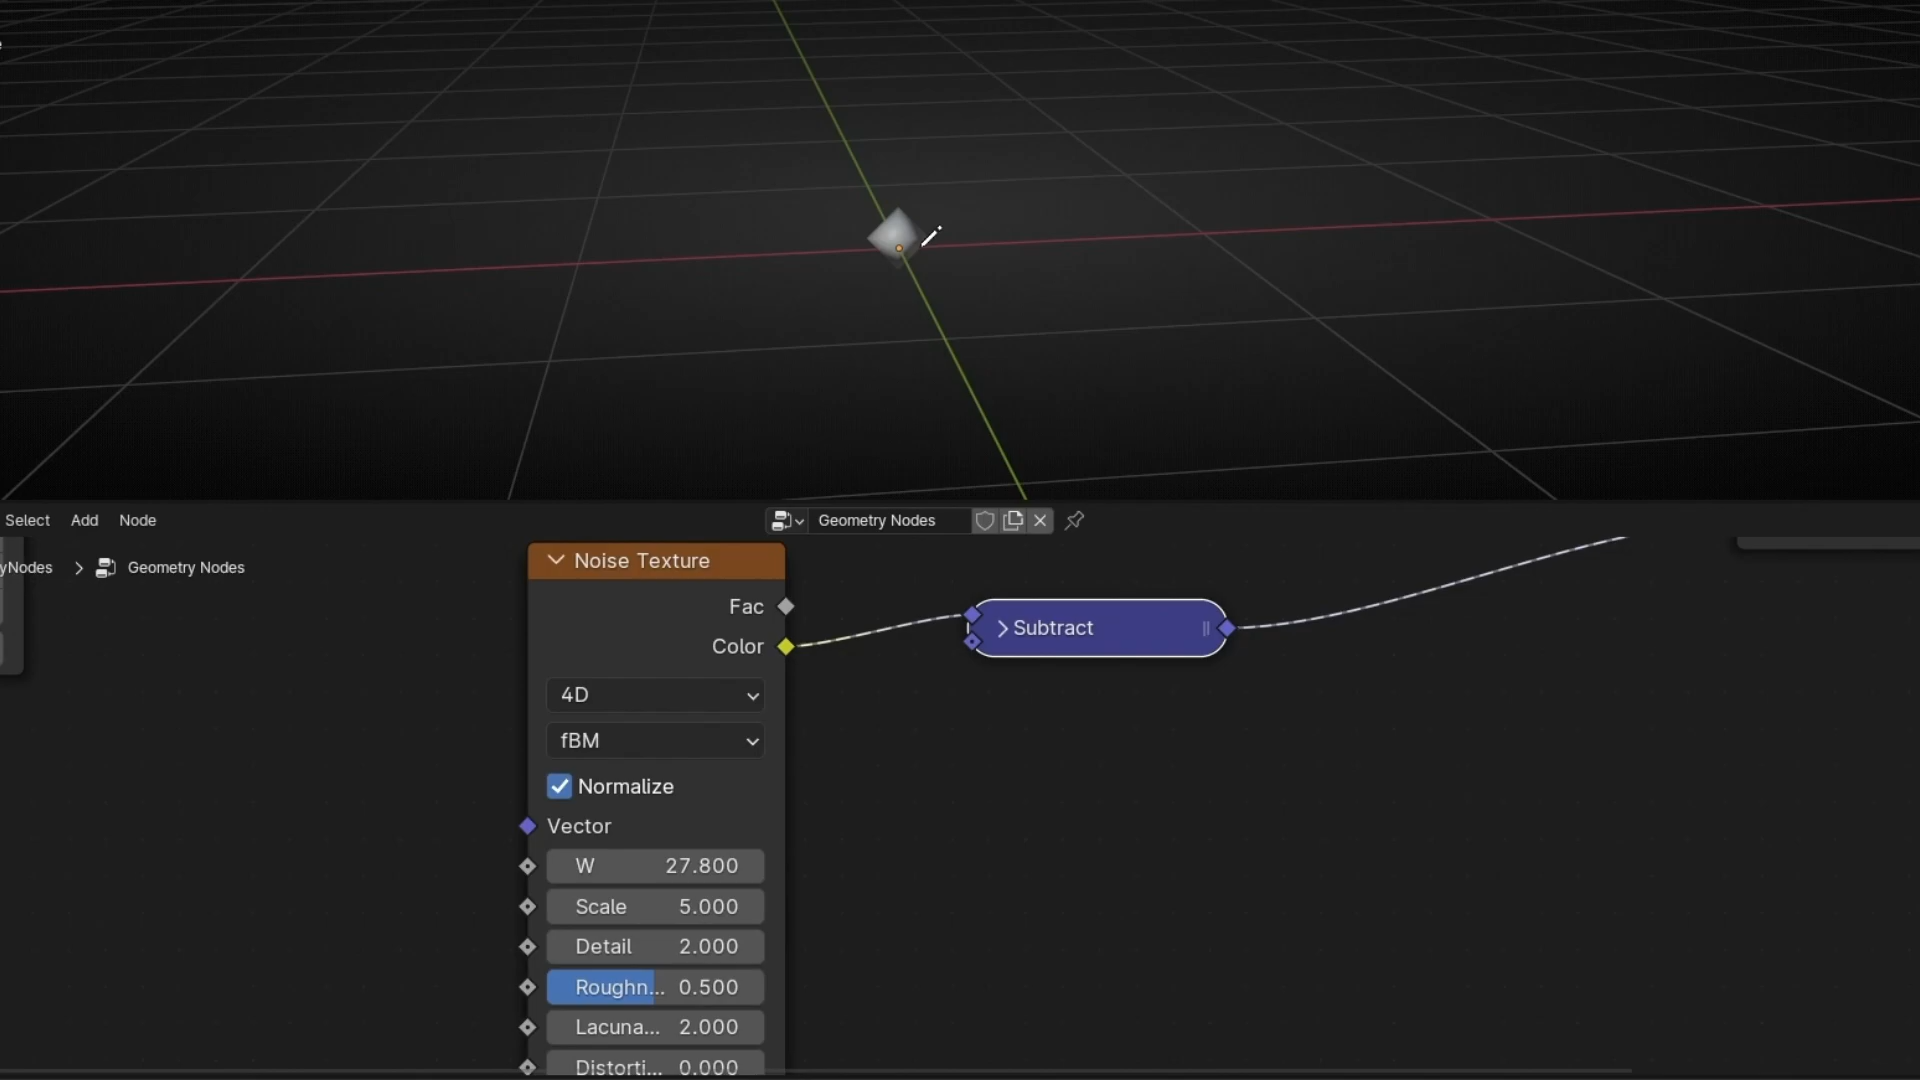 Select Add Node
Geometry Nodes
yNodes > Geometry Nodes
Noise Texture
Fac
Color
Subtract
4D
fBM
Normalize
Vector
W 27.800
Scale 5.000
Detail 2.000
Roughn... 0.500
Lacuna... 2.000
Distorti... 0.000